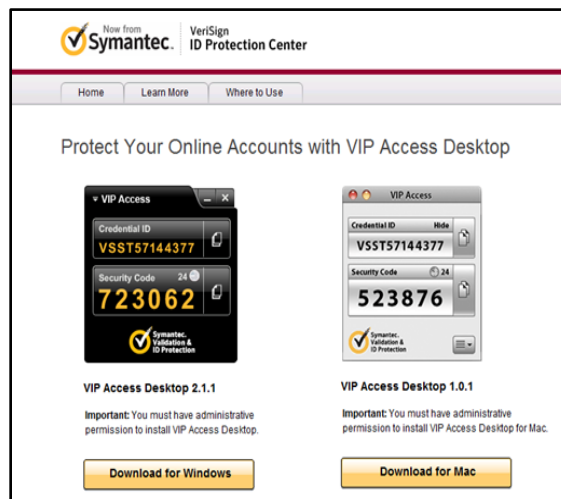 Now from
Symantec.
VeriSign
ID Protection Center
Home
Learn More
Where to Use
Protect Your Online Accounts with VIP Access Desktop
VIP Access
Credential ID
VSST57144377
Security Code 24
723062
Symantec.
Validation &
ID Protection
VIP Access Desktop 2.1.1
Important: You must have administrative
permission to install VIP Access Desktop.
Download for Windows
VIP Access
Credential ID Hide
VSST57144377
Security Code 24
523876
Symantec.
Validation &
ID Protection
VIP Access Desktop 1.0.1
Important: You must have administrative
permission to install VIP Access Desktop for Mac.
Download for Mac